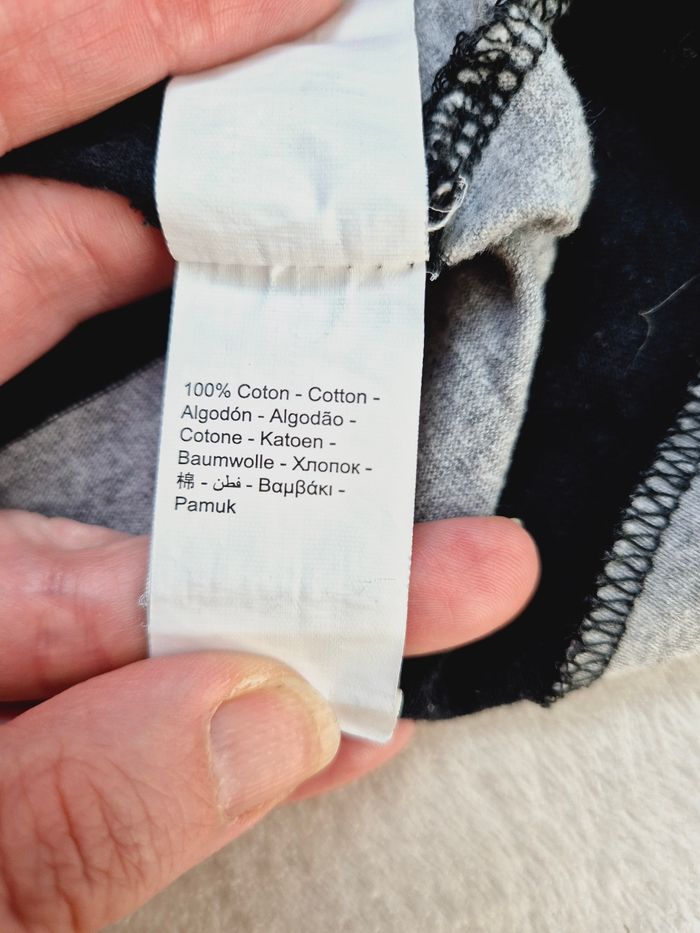 100% Coton - Cotton -
Algodón - Algodão -
Cotone - Katoen -
Baumwolle - Хлопок -
棉 - قطن - Βαμβάκι -
Pamuk